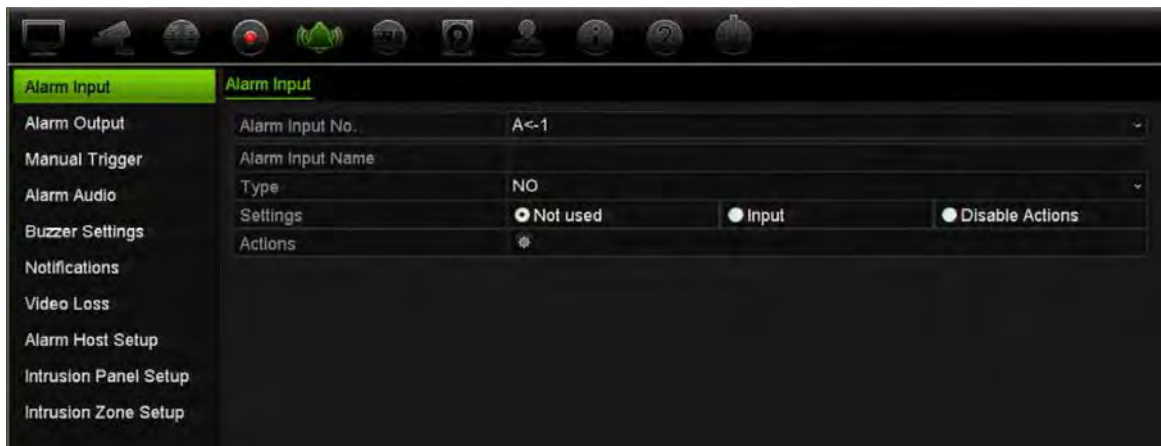 Alarm Input
Alarm Output
Manual Trigger
Alarm Audio
Buzzer Settings
Notifications
Video Loss
Alarm Host Setup
Intrusion Panel Setup
Intrusion Zone Setup
Alarm Input
Alarm Input No. A<-1
Alarm Input Name
Type NO
Settings Not used Input Disable Actions
Actions